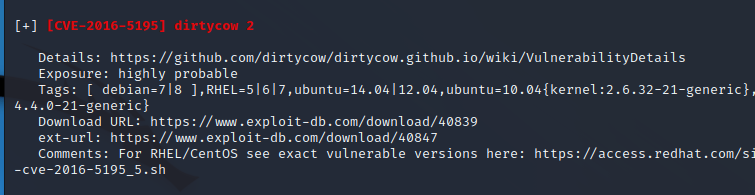 [+] [CVE-2016-5195] dirtycow 2
Details: https://github.com/dirtycow/dirtycow.github.io/wiki/VulnerabilityDetails
Exposure: highly probable
Tags: [ debian=7|8 ],RHEL=5|6|7,ubuntu=14.04|12.04,ubuntu=10.04{kernel:2.6.32-21-generic},
4.4.0-21-generic}
Download URL: https://www.exploit-db.com/download/40839
ext-url: https://www.exploit-db.com/download/40847
Comments: For RHEL/CentOS see exact vulnerable versions here: https://access.redhat.com/si
-cve-2016-5195_5.sh